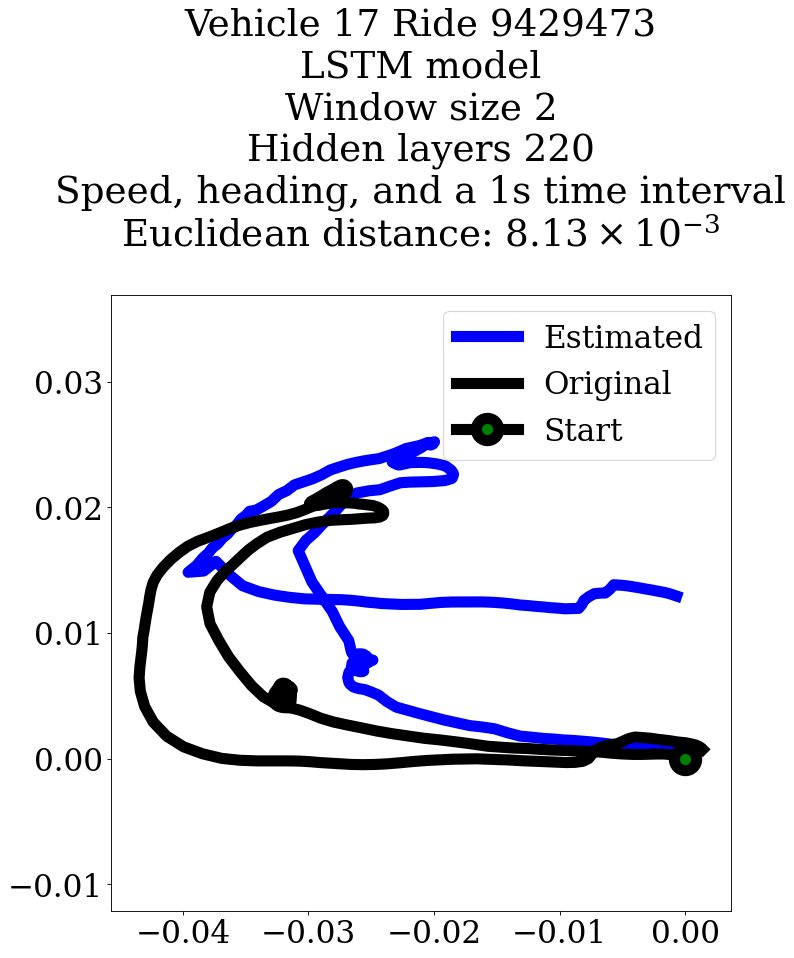 Vehicle 17 Ride 9429473
LSTM model
Window size 2
Hidden layers 220
Speed, heading, and a 1s time interval
Euclidean distance: 8.13 × 10⁻³
Estimated
Original
Start
0.03
0.02
0.01
0.00
−0.01
−0.04 −0.03 −0.02 −0.01 0.00